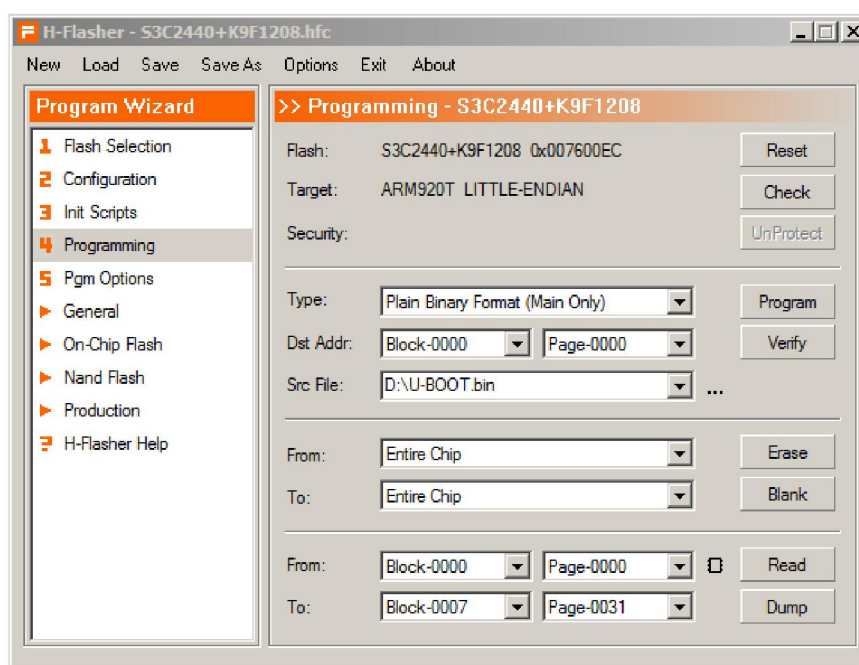 H-Flasher - S3C2440+K9F1208.hfc
New Load Save Save As Options Exit About
Program Wizard
1 Flash Selection
2 Configuration
3 Init Scripts
4 Programming
5 Pgm Options
General
On-Chip Flash
Nand Flash
Production
? H-Flasher Help
>> Programming - S3C2440+K9F1208
Flash: S3C2440+K9F1208 0x007600EC Reset
Target: ARM920T LITTLE-ENDIAN Check
Security: UnProtect
Type: Plain Binary Format (Main Only) Program
Dst Addr: Block-0000 Page-0000 Verify
Src File: D:\U-BOOT.bin ...
From: Entire Chip Erase
To: Entire Chip Blank
From: Block-0000 Page-0000 Read
To: Block-0007 Page-0031 Dump